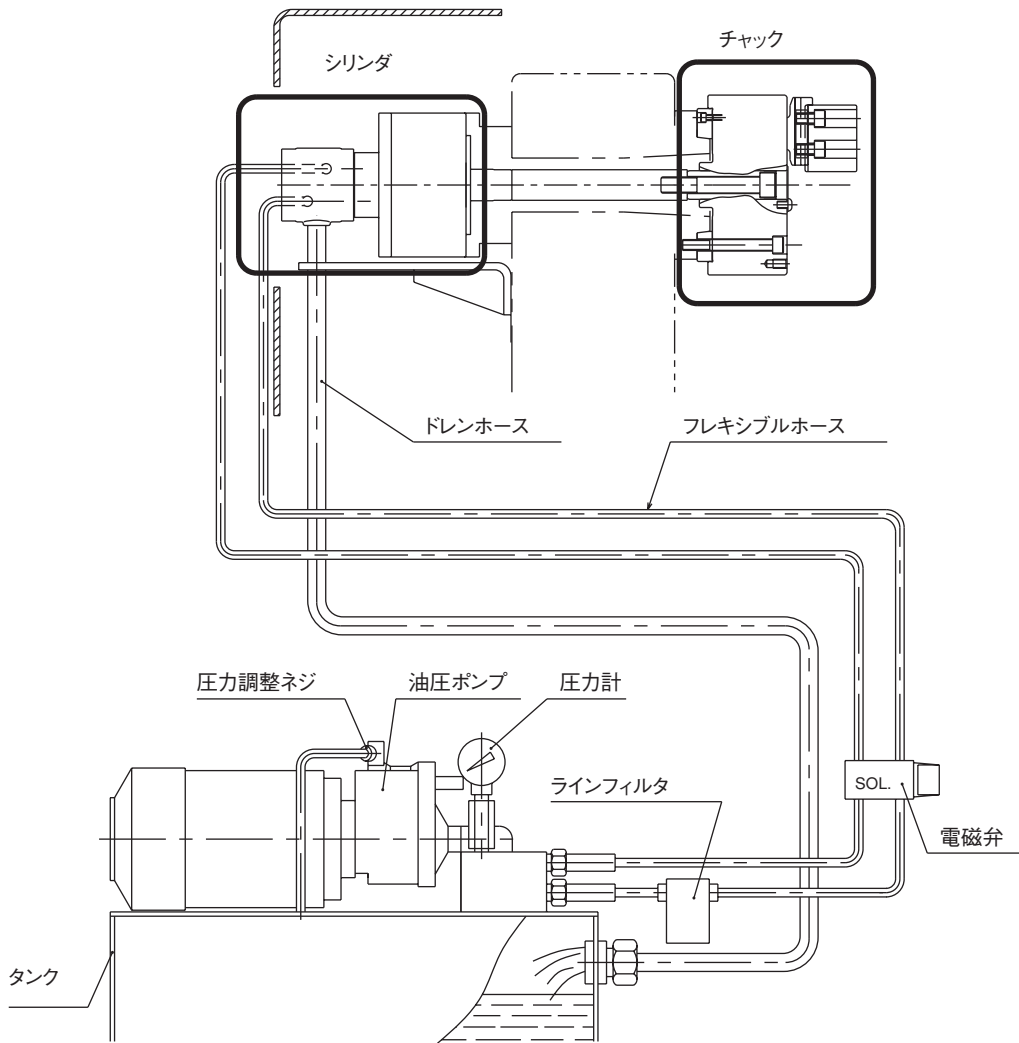 シリンダ
チャック
ドレンホース
フレキシブルホース
圧力調整ネジ
油圧ポンプ
圧力計
ラインフィルタ
SOL.
電磁弁
タンク